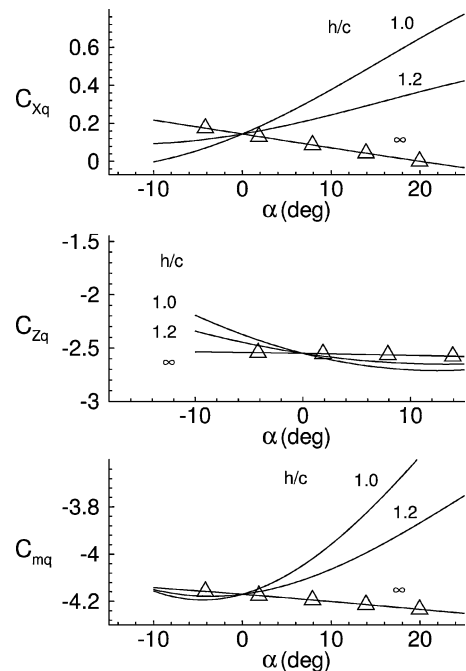 h/c
1.0
1.2
∞
C_Xq
0.6
0.4
0.2
0
-10 0 10 20
α (deg)
h/c
1.0
1.2
∞
C_Zq
-1.5
-2
-2.5
-3
-10 0 10
α (deg)
h/c
1.0
1.2
∞
C_mq
-3.8
-4
-4.2
-10 0 10 20
α (deg)